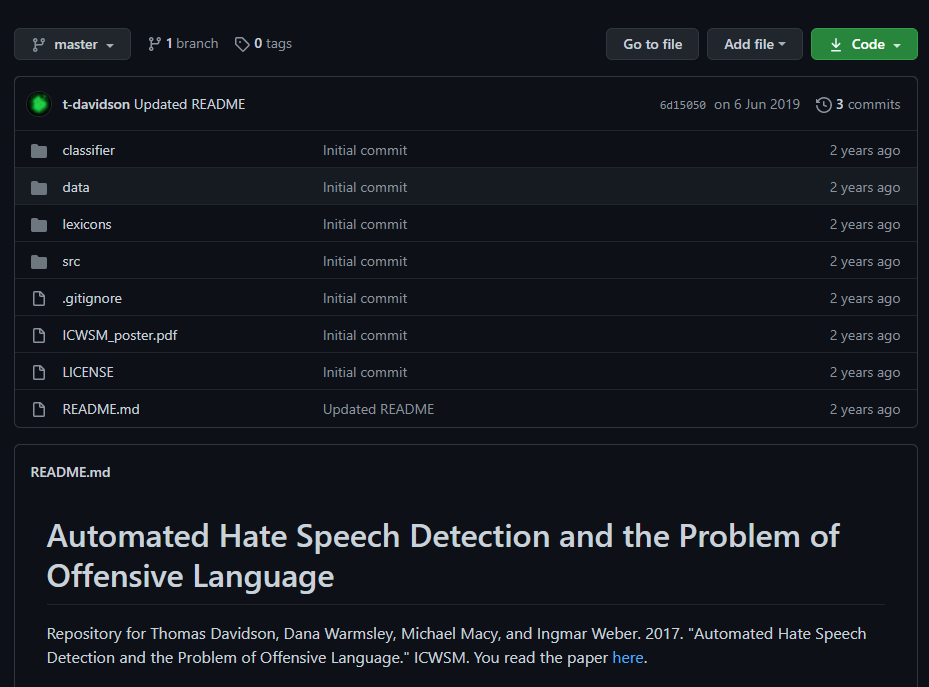 master 1 branch 0 tags Go to file Add file Code
t-davidson Updated README 6d15050 on 6 Jun 2019 3 commits
classifier Initial commit 2 years ago
data Initial commit 2 years ago
lexicons Initial commit 2 years ago
src Initial commit 2 years ago
.gitignore Initial commit 2 years ago
ICWSM_poster.pdf Initial commit 2 years ago
LICENSE Initial commit 2 years ago
README.md Updated README 2 years ago
README.md
Automated Hate Speech Detection and the Problem of
Offensive Language
Repository for Thomas Davidson, Dana Warmsley, Michael Macy, and Ingmar Weber. 2017. "Automated Hate Speech
Detection and the Problem of Offensive Language." ICWSM. You read the paper here.